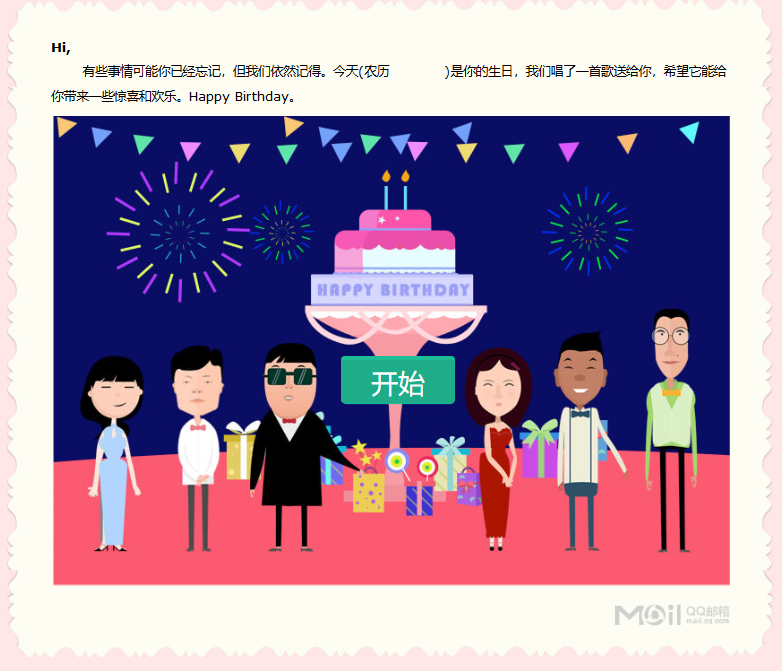 Hi,
有些事情可能你已经忘记，但我们依然记得。今天(农历 )是你的生日，我们唱了一首歌送给你，希望它能给
你带来一些惊喜和欢乐。Happy Birthday。
HAPPY BIRTHDAY
开始
Mail QQ邮箱
mail.qq.com